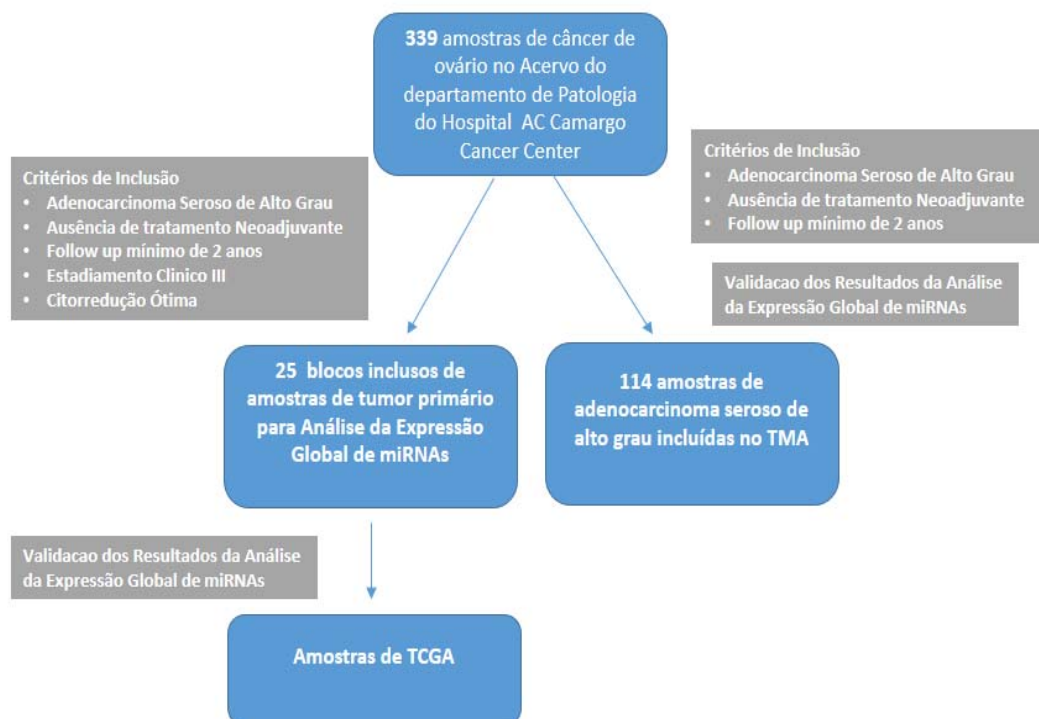 339 amostras de câncer de
ovário no Acervo do
departamento de Patologia
do Hospital AC Camargo
Cancer Center
Critérios de Inclusão
• Adenocarcinoma Seroso de Alto Grau
• Ausência de tratamento Neoadjuvante
• Follow up mínimo de 2 anos
• Estadiamento Clinico III
• Citorredução Ótima
Critérios de Inclusão
• Adenocarcinoma Seroso de Alto Grau
• Ausência de tratamento Neoadjuvante
• Follow up mínimo de 2 anos
Validacao dos Resultados da Análise
da Expressão Global de miRNAs
25 blocos inclusos de
amostras de tumor primário
para Análise da Expressão
Global de miRNAs
114 amostras de
adenocarcinoma seroso de
alto grau incluídas no TMA
Validacao dos Resultados da Análise
da Expressão Global de miRNAs
Amostras de TCGA